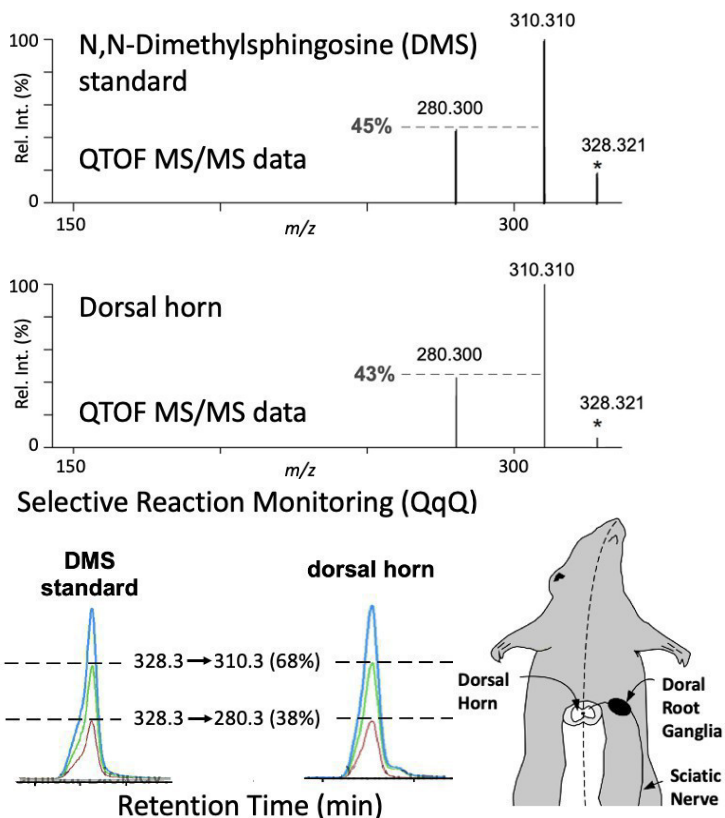 N,N-Dimethylsphingosine (DMS)
standard
QTOF MS/MS data
Rel. Int. (%)
100
0
150
m/z
300
45%
280.300
310.310
328.321
*
Dorsal horn
QTOF MS/MS data
Rel. Int. (%)
100
0
150
m/z
300
43%
280.300
310.310
328.321
*
Selective Reaction Monitoring (QqQ)
DMS
standard
dorsal horn
328.3→310.3 (68%)
328.3→280.3 (38%)
Retention Time (min)
Dorsal
Horn
Doral
Root
Ganglia
Sciatic
Nerve